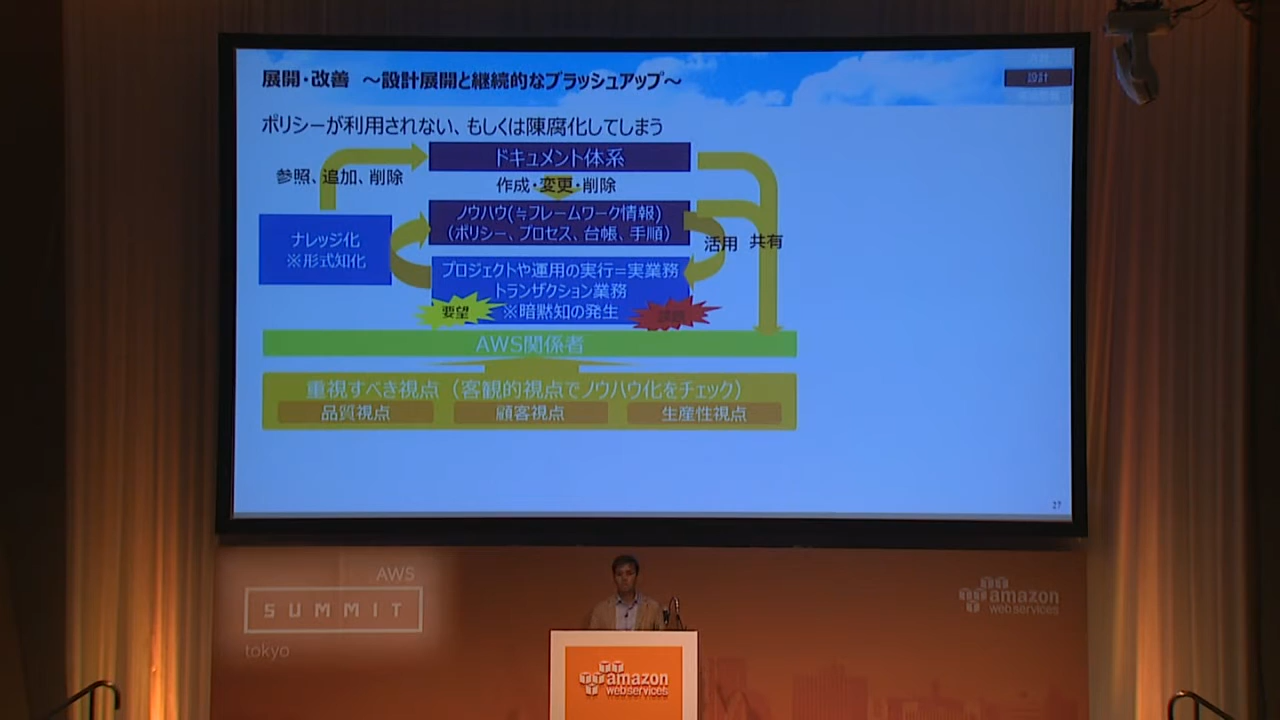 展開・改善　～設計展開と継続的なブラッシュアップ～
設計
ポリシーが利用されない、もしくは陳腐化してしまう
ドキュメント体系
参照、追加、削除
作成・変更・削除
ノウハウ(≒フレームワーク情報)
(ポリシー、プロセス、台帳、手順)
ナレッジ化
※形式知化
活用
共有
プロジェクトや運用の実行＝実業務
トランザクション業務
※暗黙知の発生
要望
AWS関係者
重視すべき視点（客観的視点でノウハウ化をチェック）
品質視点
顧客視点
生産性視点
27
AWS
SUMMIT
tokyo
amazon
web services
amazon
web services